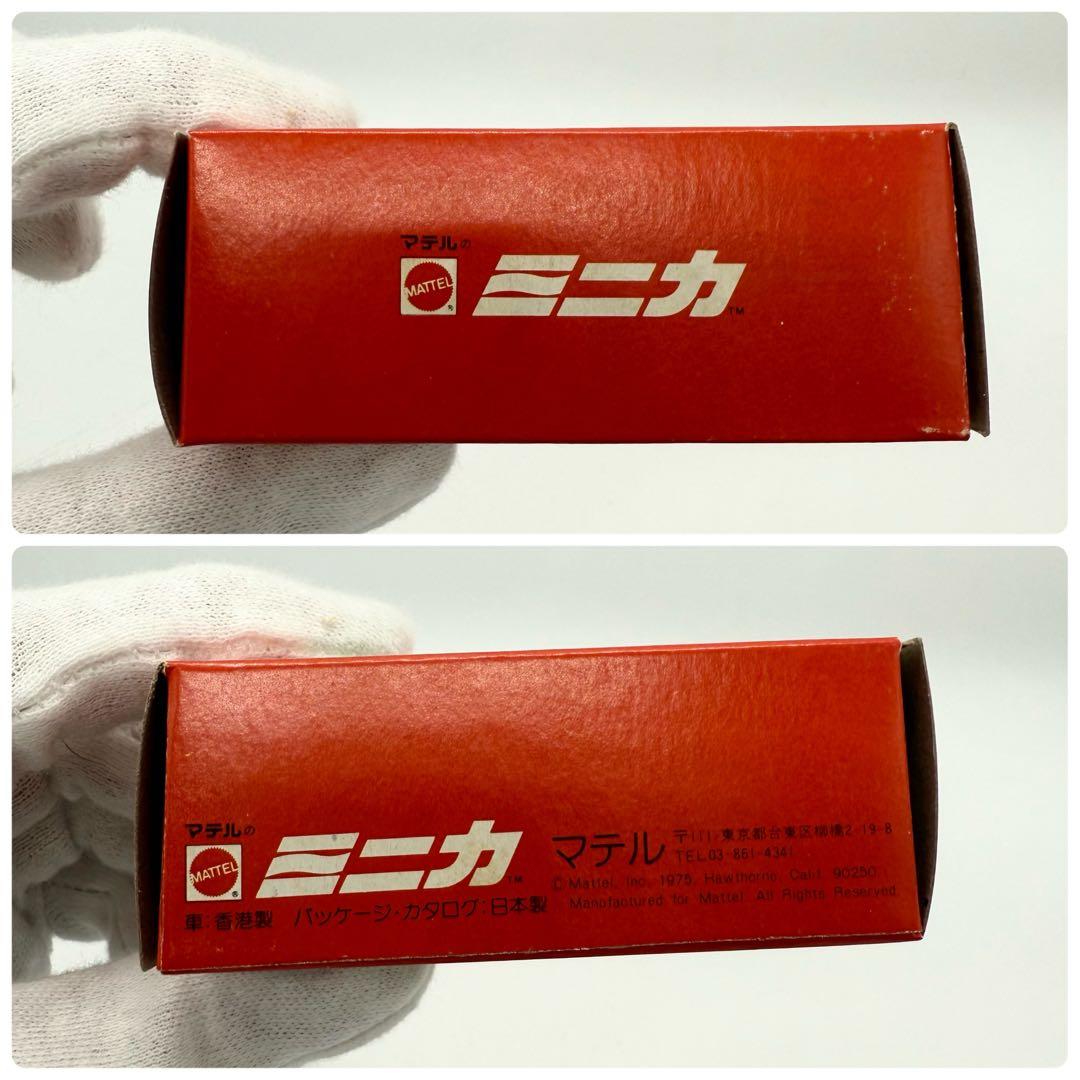 マテルの
MATTEL
®
ミニカ
TM
マテルの
MATTEL
®
ミニカ
TM
車:香港製 パッケージ・カタログ:日本製
マテル
〒111 東京都台東区柳橋2-19-8
TEL.03-861-4341
© Mattel, Inc. 1975, Hawthorne, Calif. 90250.
Manofactured for Mattel. All Rights Reserved